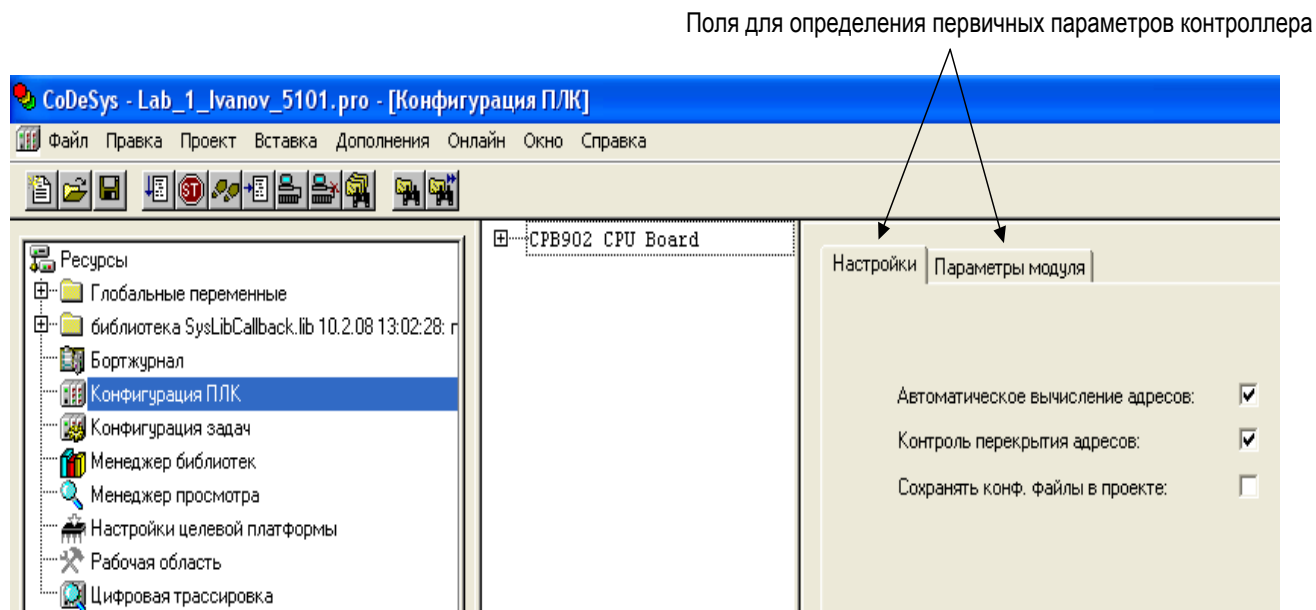 Поля для определения первичных параметров контроллера
CoDeSys - Lab_1_Ivanov_5101.pro - [Конфигурация ПЛК]
Файл Правка Проект Вставка Дополнения Онлайн Окно Справка
Ресурсы
Глобальные переменные
библиотека SysLibCallback.lib 10.2.08 13:02:28:
Бортжурнал
Конфигурация ПЛК
Конфигурация задач
Менеджер библиотек
Менеджер просмотра
Настройки целевой платформы
Рабочая область
Цифровая трассировка
CPB902 CPU Board
Настройки Параметры модуля
Автоматическое вычисление адресов:
Контроль перекрытия адресов:
Сохранять конф. файлы в проекте: